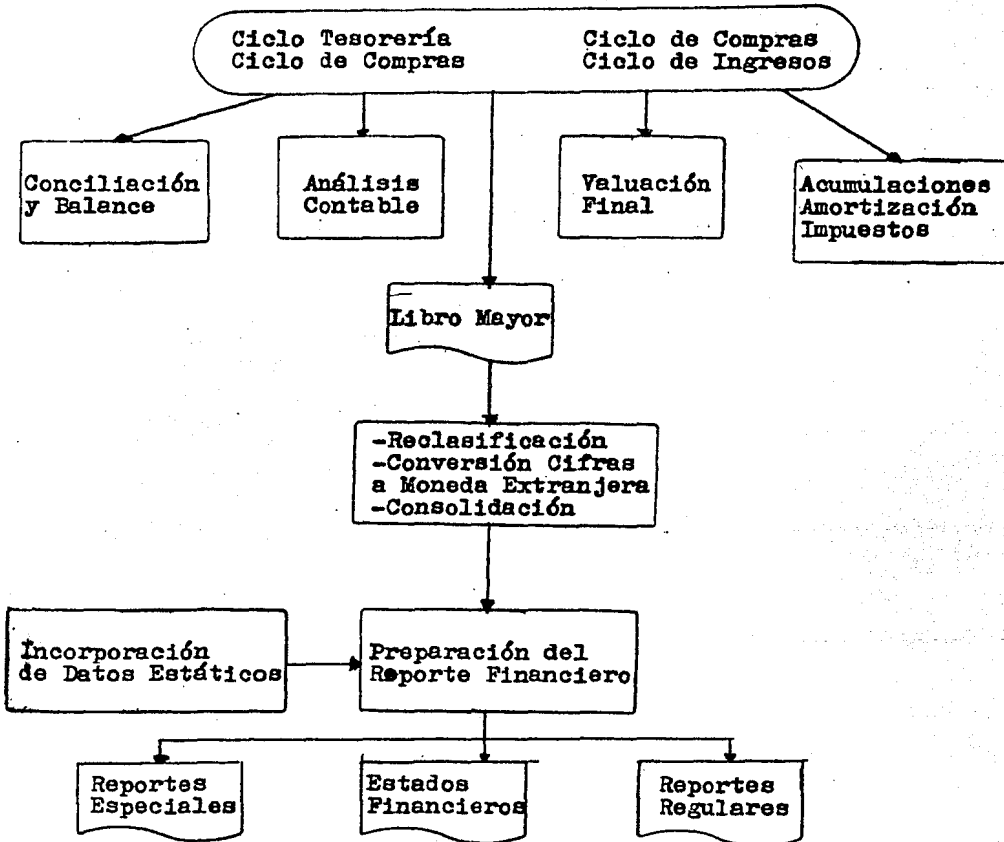 Ciclo Tesorería
Ciclo de Compras
Ciclo de Compras
Ciclo de Ingresos
Conciliación
y Balance
Análisis
Contable
Valuación
Final
Acumulaciones
Amortización
Impuestos
Libro Mayor
-Reclasificación
-Conversión Cifras
a Moneda Extranjera
-Consolidación
Incorporación
de Datos Estáticos
Preparación del
Reporte Financiero
Reportes
Especiales
Estados
Financieros
Reportes
Regulares